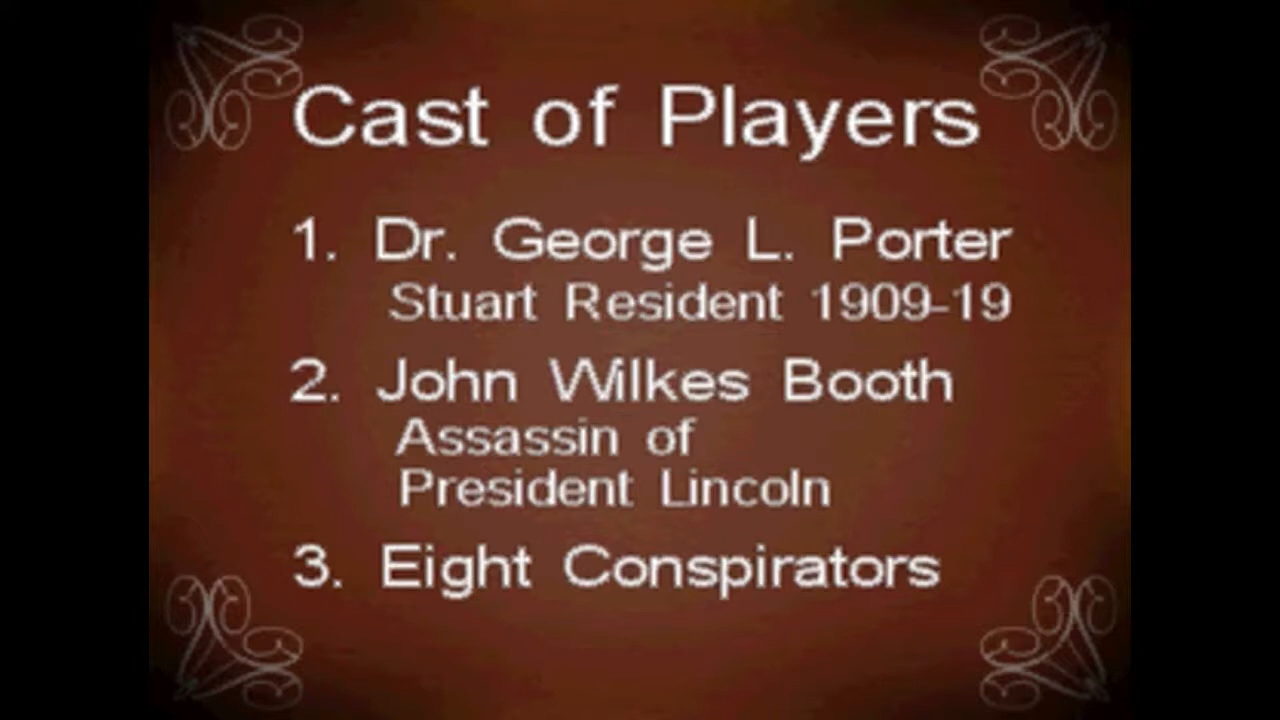 Cast of Players
1. Dr. George L. Porter
Stuart Resident 1909-19
2. John Wilkes Booth
Assassin of
President Lincoln
3. Eight Conspirators